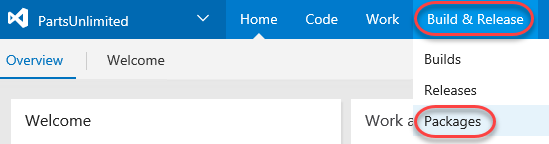 PartsUnlimited Home Code Work Build & Release
Overview Welcome
Builds
Releases
Packages
Welcome
Work a